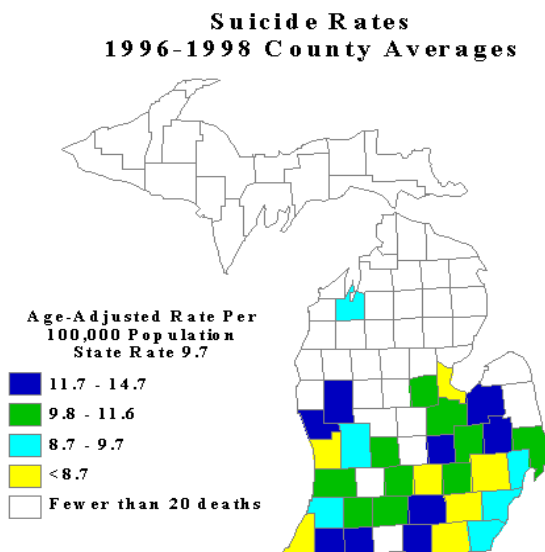 Suicide Rates
1996-1998 County Averages
Age-Adjusted Rate Per
100,000 Population
State Rate 9.7
11.7 - 14.7
9.8 - 11.6
8.7 - 9.7
<8.7
Fewer than 20 deaths